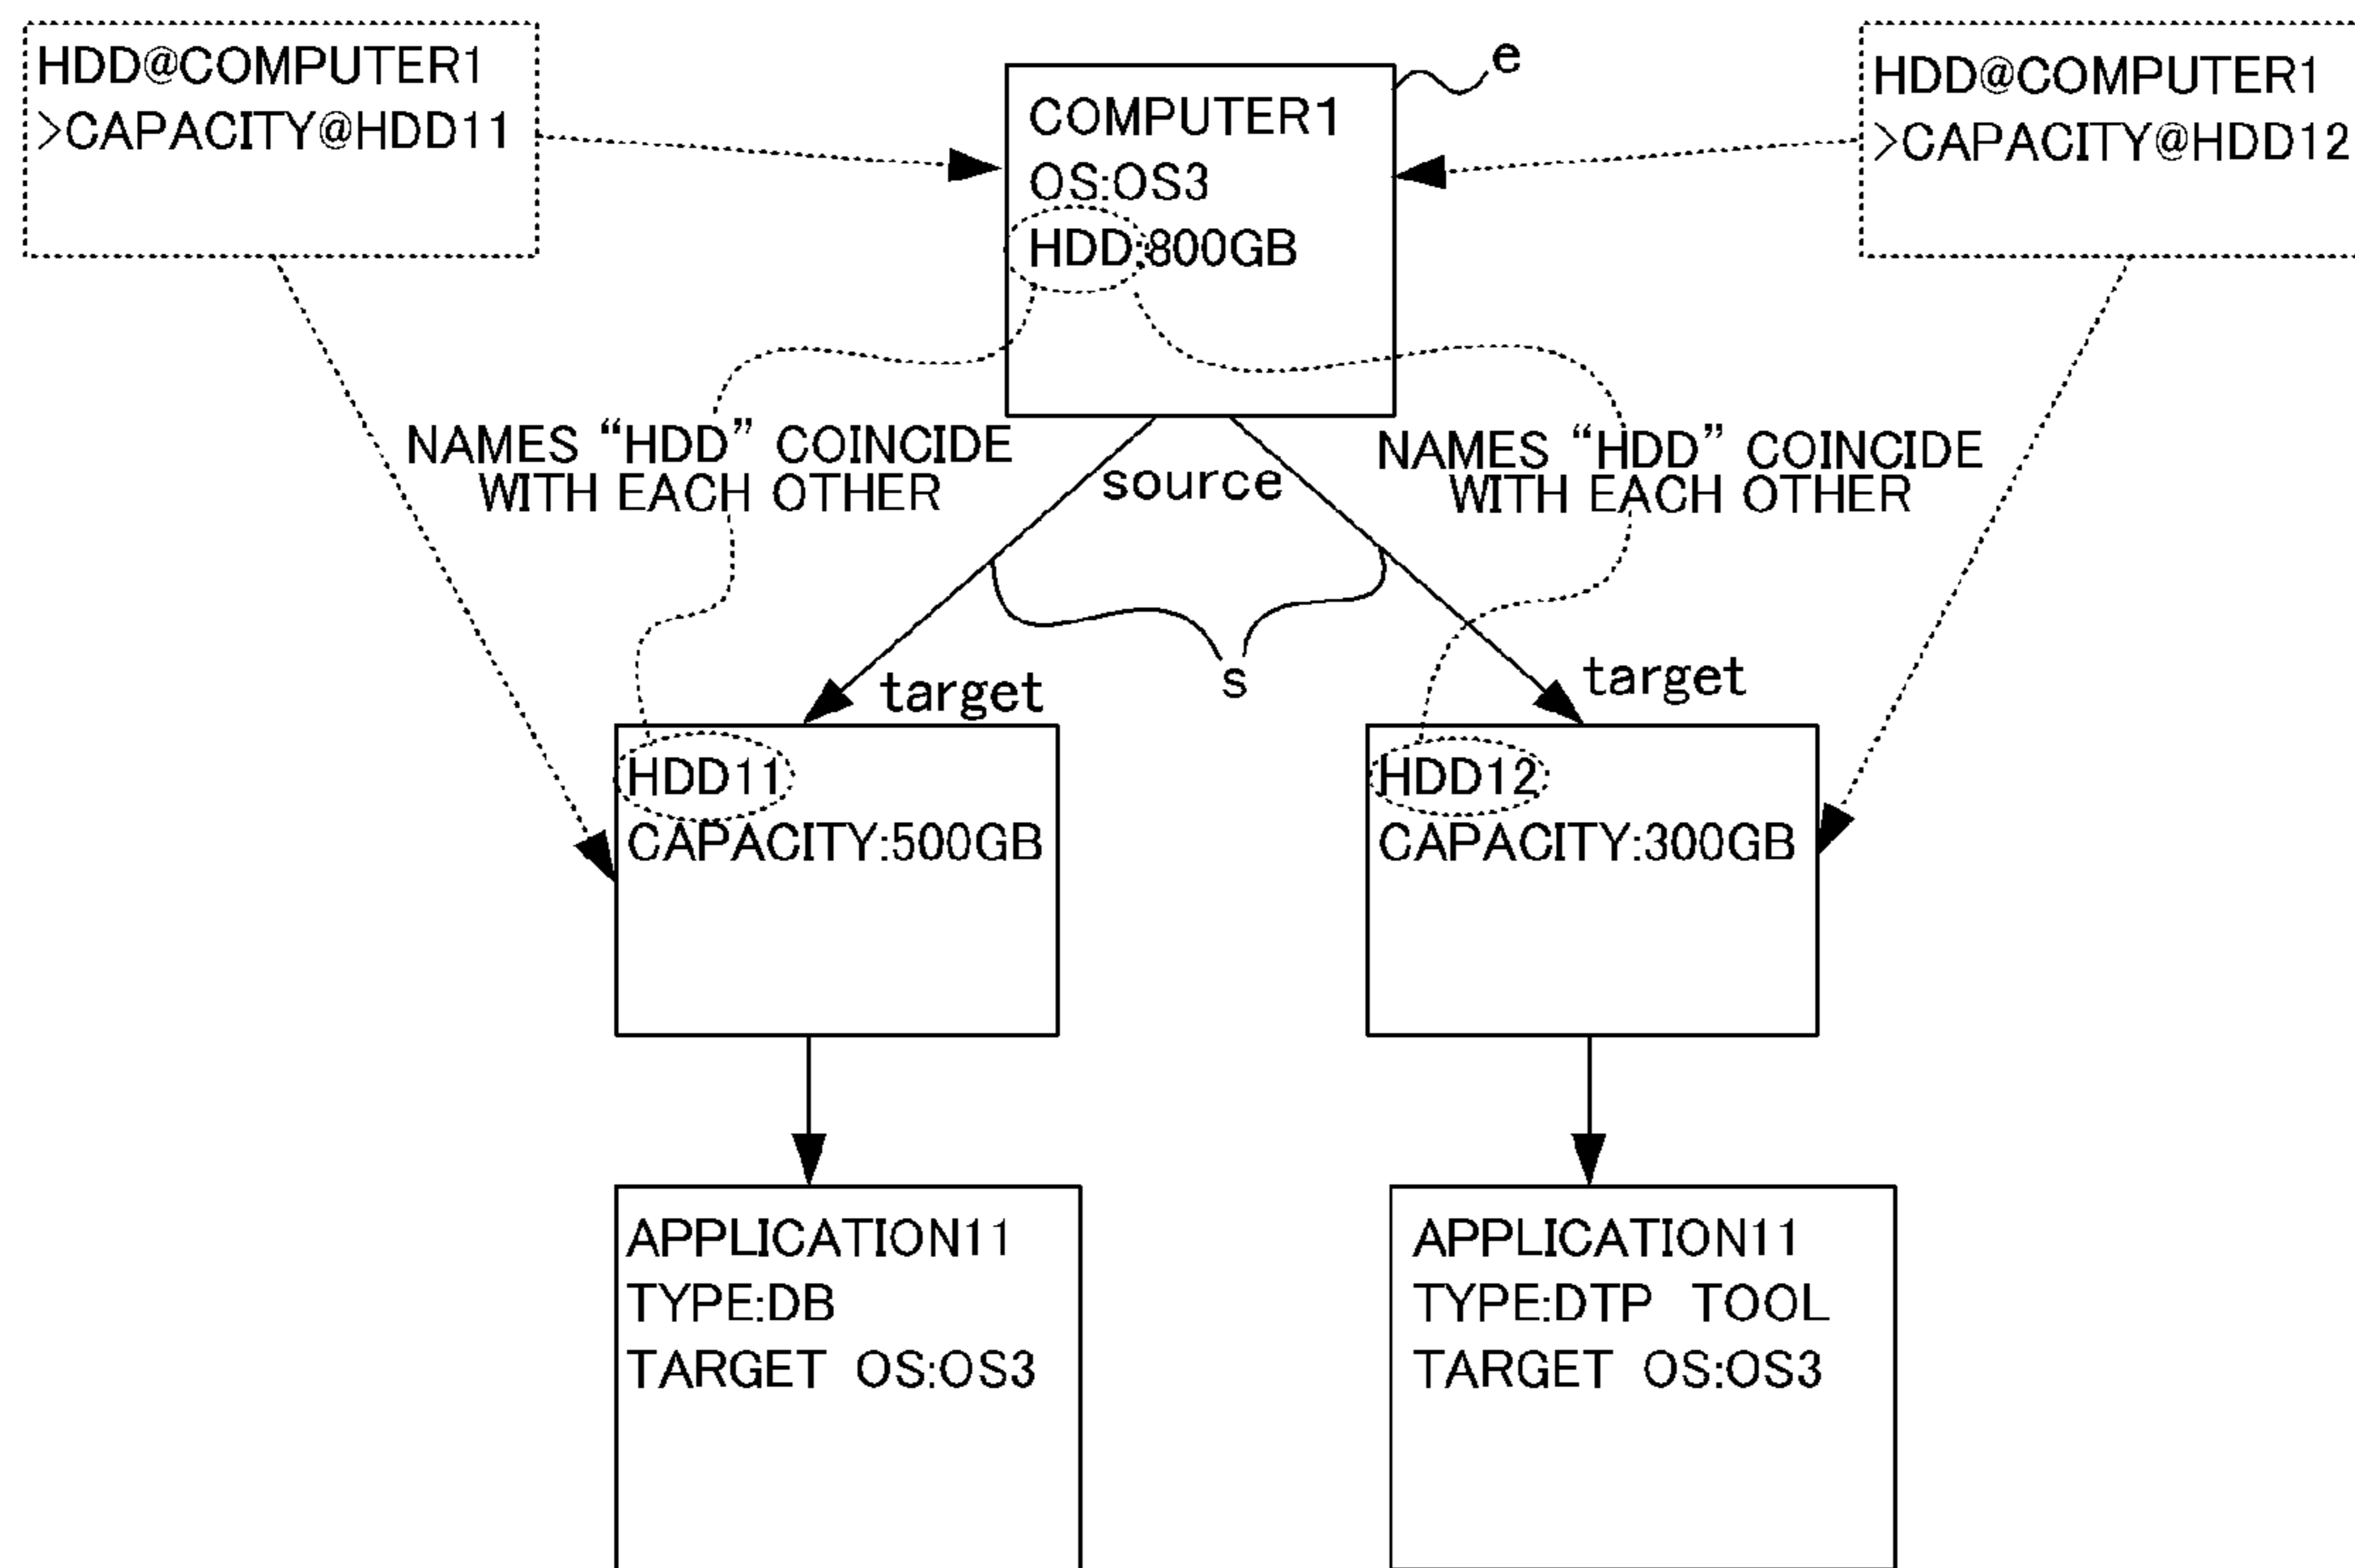 HDD@COMPUTER1
>CAPACITY@HDD11
COMPUTER1
OS:OS3
HDD:800GB
e
HDD@COMPUTER1
>CAPACITY@HDD12
NAMES “HDD” COINCIDE
WITH EACH OTHER
source
NAMES “HDD” COINCIDE
WITH EACH OTHER
target
s
target
HDD11
CAPACITY:500GB
HDD12
CAPACITY:300GB
APPLICATION11
TYPE:DB
TARGET OS:OS3
APPLICATION11
TYPE:DTP TOOL
TARGET OS:OS3